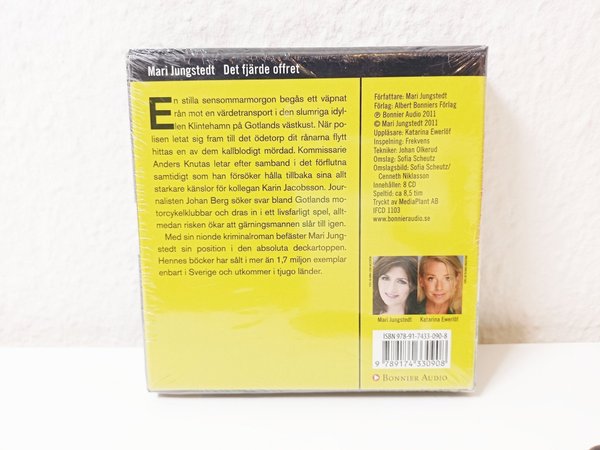 Mari Jungstedt Det fjärde offret
En stilla sensommarmorgon begås ett väpnat
rån mot en värdetransport i den slumriga idyl-
len Klintehamn på Gotlands västkust. När po-
lisen letat sig fram till det ödetorp dit rånarna flytt
hittas en av dem kallblodigt mördad. Kommissarie
Anders Knutas letar efter samband i det förflutna
samtidigt som han försöker hålla tillbaka sina allt
starkare känslor för kollegan Karin Jacobsson. Jour-
nalisten Johan Berg söker svar bland Gotlands mo-
torcykelklubbar och dras in i ett livsfarligt spel, allt-
medan risken ökar att gärningsmannen slår till igen.
Med sin nionde kriminalroman befäster Mari Jung-
stedt sin position i den absoluta deckartoppen.
Hennes böcker har sålt i mer än 1,7 miljon exemplar
enbart i Sverige och utkommer i tjugo länder.
Författare: Mari Jungstedt
Förlag: Albert Bonniers Förlag
℗ Bonnier Audio 2011
© Mari Jungstedt 2011
Uppläsare: Katarina Ewerlöf
Inspelning: Frekvens
Tekniker: Johan Olkerud
Omslag: Sofia Scheutz
Omslagsbild: Sofia Scheutz/
Cenneth Niklasson
Innehåller: 8 CD
Speltid: ca 8,5 tim
Tryckt av MediaPlant AB
IFCD 1103
www.bonnieraudio.se
Mari Jungstedt Katarina Ewerlöf
ISBN 978-91-7433-090-8
9 789174 330908
BONNIER AUDIO